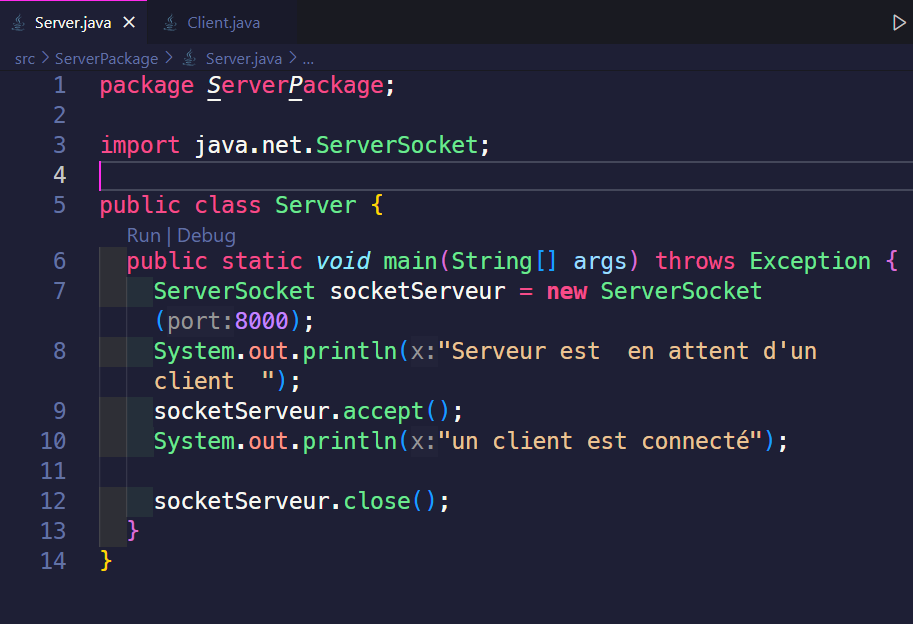 Server.java Client.java
src ServerPackage Server.java ...
1 package ServerPackage;
2
3 import java.net.ServerSocket;
4
5 public class Server {
Run | Debug
6 public static void main(String[] args) throws Exception {
7 ServerSocket socketServeur = new ServerSocket
(port:8000);
8 System.out.println(x:"Serveur est  en attent d'un
client  ");
9 socketServeur.accept();
10 System.out.println(x:"un client est connecté");
11
12 socketServeur.close();
13 }
14 }